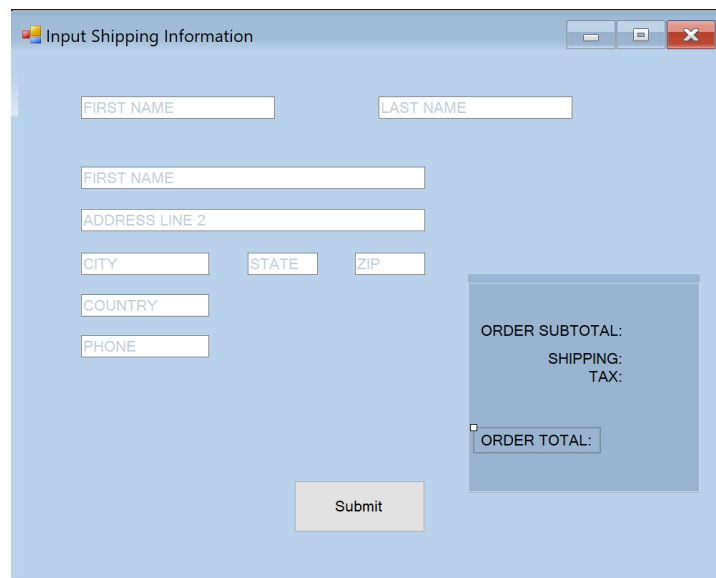 Input Shipping Information
FIRST NAME
LAST NAME
FIRST NAME
ADDRESS LINE 2
CITY
STATE
ZIP
COUNTRY
PHONE
ORDER SUBTOTAL:
SHIPPING:
TAX:
ORDER TOTAL:
Submit